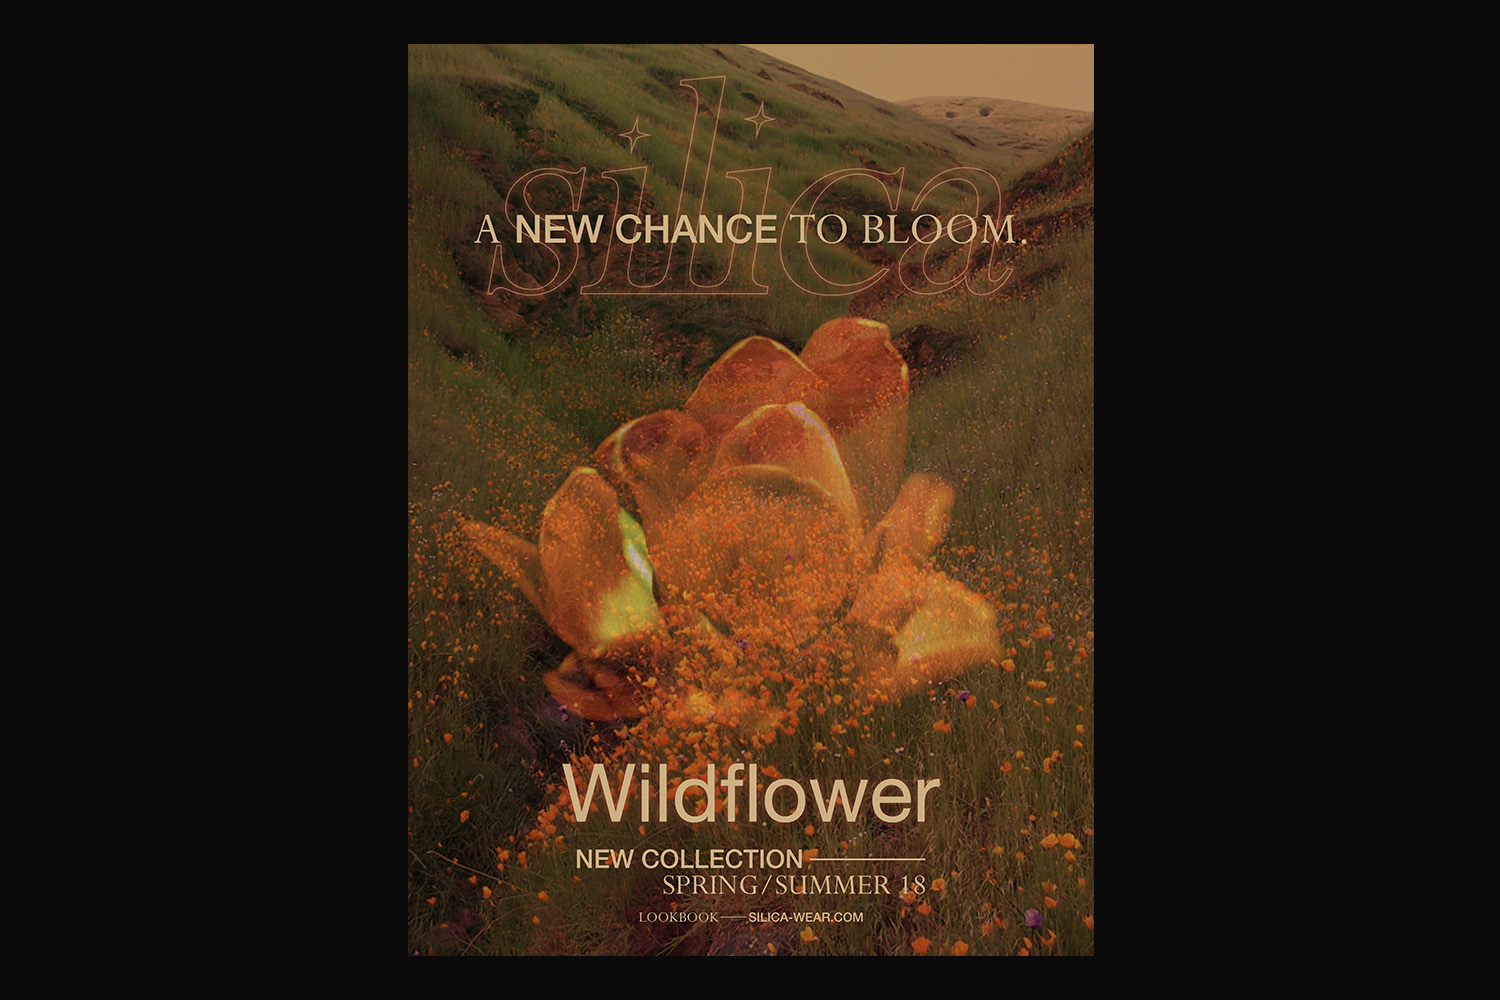 silica
A NEW CHANCE TO BLOOM.
Wildflower
NEW COLLECTION
SPRING/SUMMER 18
LOOKBOOK — SILICA-WEAR.COM